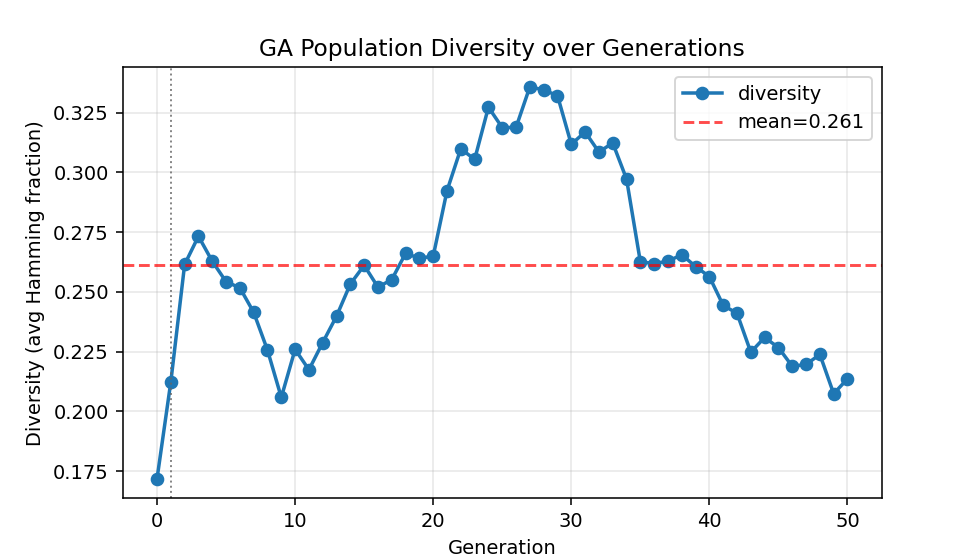 GA Population Diversity over Generations
Diversity (avg Hamming fraction)
0.325
0.300
0.275
0.250
0.225
0.200
0.175
diversity
mean=0.261
0 10 20 30 40 50
Generation